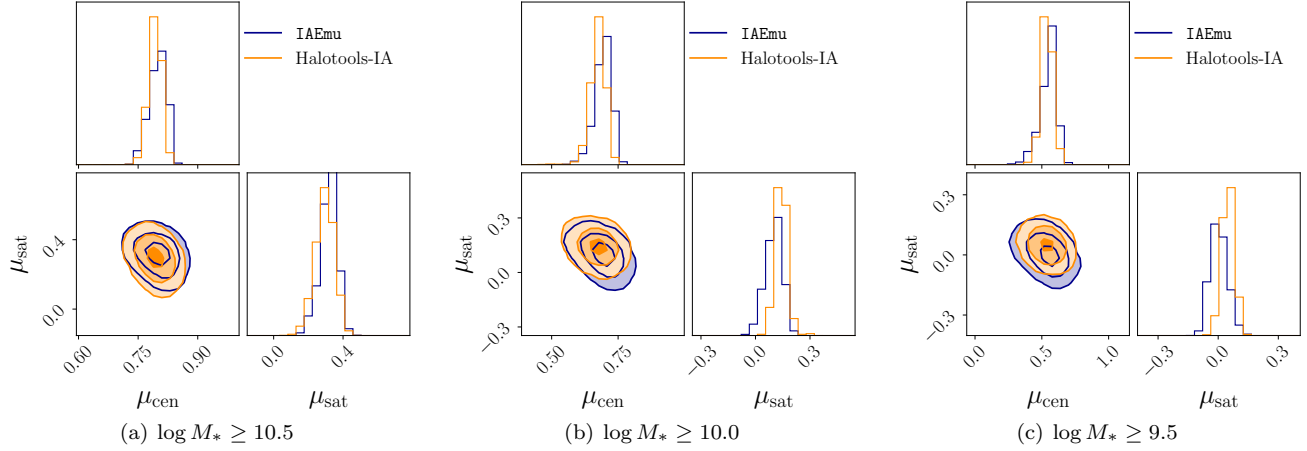 IAEmu
Halotools-IA
μsat
0.4
0.0
0.60
0.75
0.90
μcen
0.0
0.4
μsat
(a) log M* ≥ 10.5
IAEmu
Halotools-IA
μsat
0.3
0.0
−0.3
0.50
0.75
μcen
−0.3
0.0
0.3
μsat
(b) log M* ≥ 10.0
IAEmu
Halotools-IA
μsat
0.3
0.0
−0.3
0.0
0.5
1.0
μcen
−0.3
0.0
0.3
μsat
(c) log M* ≥ 9.5